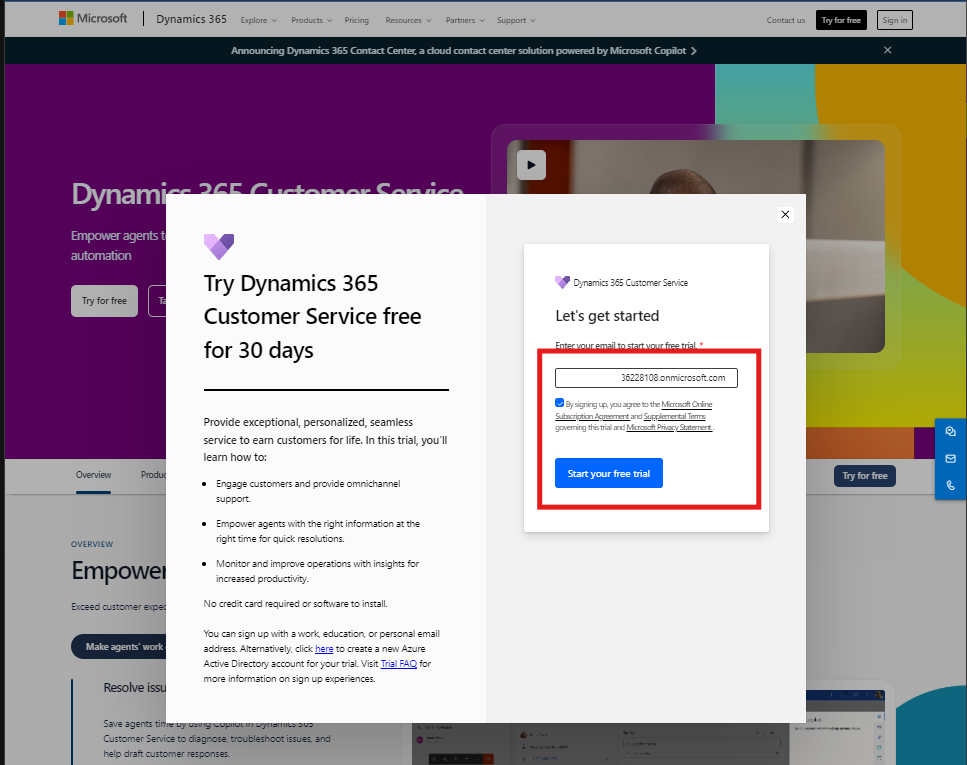 Microsoft
Dynamics 365
Explore
Products
Pricing
Resources
Partners
Support
Contact us
Try for free
Sign in
Announcing Dynamics 365 Contact Center, a cloud contact center solution powered by Microsoft Copilot
Dynamics 365 Customer Service
Empower agents
automation
Try for free
Try Dynamics 365
Customer Service free
for 30 days
Provide exceptional, personalized, seamless
service to earn customers for life. In this trial, you'll
learn how to:
• Engage customers and provide omnichannel
support.
• Empower agents with the right information at the
right time for quick resolutions.
• Monitor and improve operations with insights for
increased productivity.
No credit card required or software to install.
You can sign up with a work, education, or personal email
address. Alternatively, click here to create a new Azure
Active Directory account for your trial. Visit Trial FAQ for
more information on sign up experiences.
Dynamics 365 Customer Service
Let's get started
Enter your email to start your free trial. *
36228108.onmicrosoft.com
By signing up, you agree to the Microsoft Online
Subscription Agreement and Supplemental Terms
governing this trial and Microsoft Privacy Statement.
Start your free trial
Overview
Try for free
OVERVIEW
Empower
Exceed customer
Make agents' work
Resolve
Save agents time by using Copilot in Dynamics 365
Customer Service to diagnose, troubleshoot issues, and
help draft customer responses.